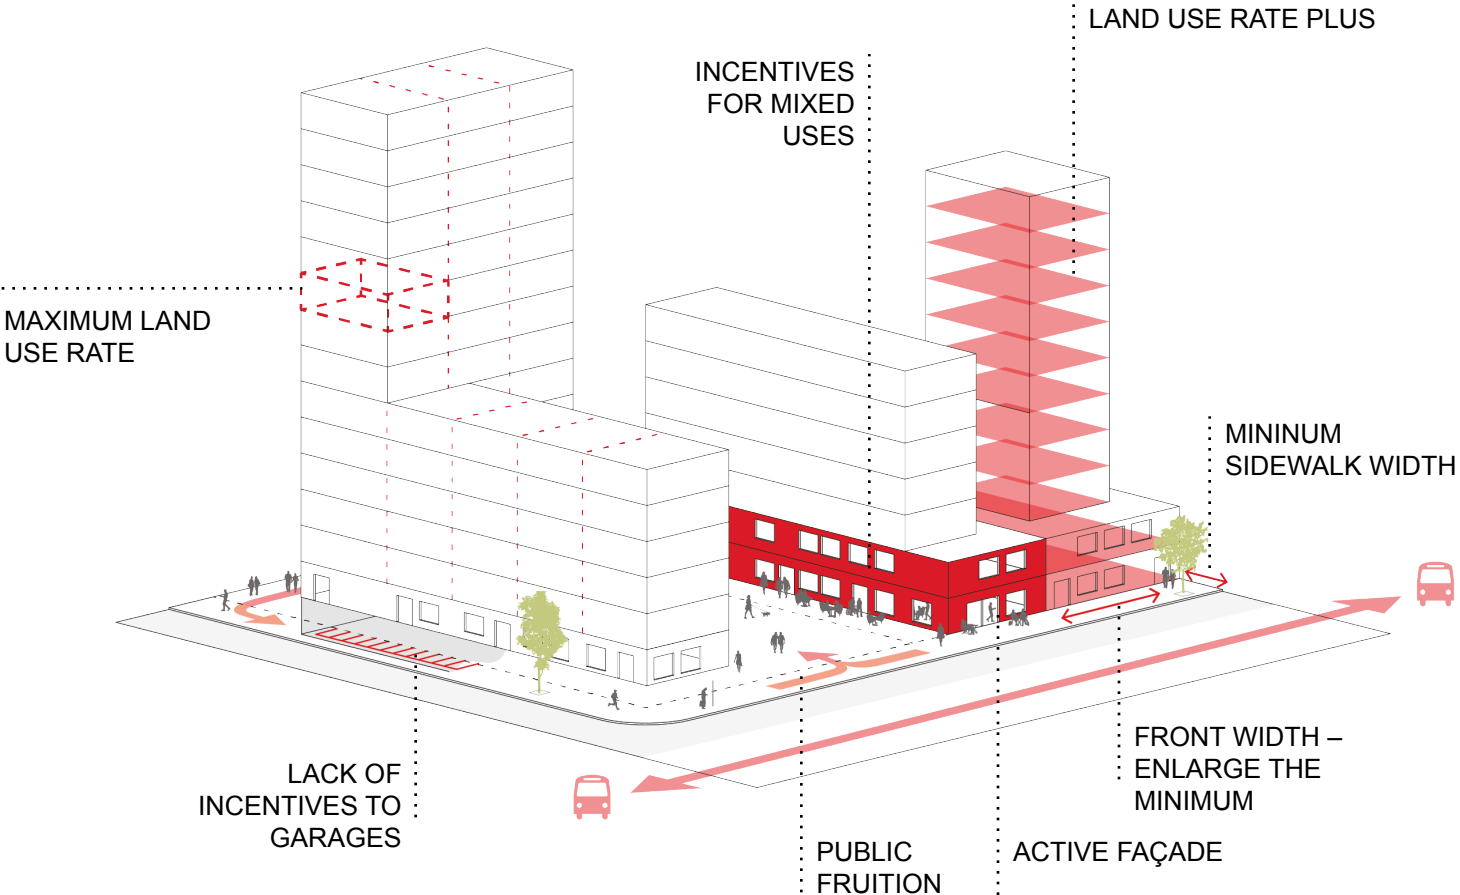 LAND USE RATE PLUS
INCENTIVES
FOR MIXED
USES
MAXIMUM LAND
USE RATE
MININUM
SIDEWALK WIDTH
FRONT WIDTH –
ENLARGE THE
MINIMUM
LACK OF
INCENTIVES TO
GARAGES
PUBLIC
FRUITION
ACTIVE FAÇADE